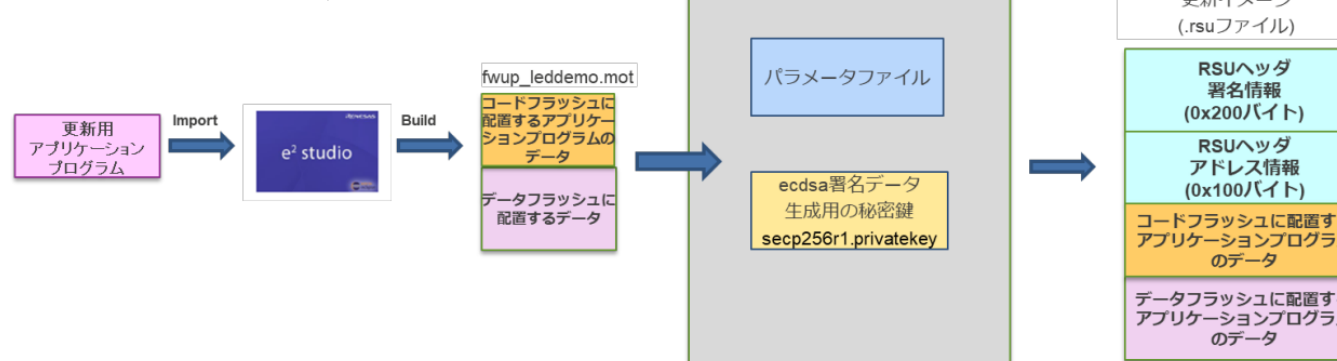 更新イメージ
(.rsuファイル)
パラメータファイル
RSUヘッダ
署名情報
(0x200バイト)
fwup_leddemo.mot
コードフラッシュに
配置するアプリケー
ションプログラムの
データ
更新用
アプリケーション
プログラム
Import
RENESAS
e² studio
Build
RSUヘッダ
アドレス情報
(0x100バイト)
データフラッシュに
配置するデータ
ecdsa署名データ
生成用の秘密鍵
secp256r1.privatekey
コードフラッシュに配置す
アプリケーションプログラ
のデータ
データフラッシュに配置す
アプリケーションプログラ
のデータ